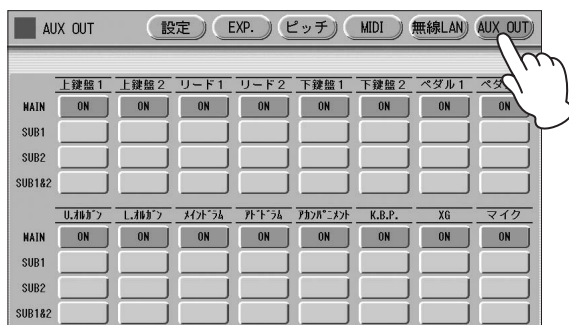 AUX OUT 設定 EXP. ピッチ MIDI 無線LAN AUX OUT
上鍵盤1 上鍵盤2 リード1 リード2 下鍵盤1 下鍵盤2 ペダル1
MAIN ON ON ON ON ON ON ON ON
SUB1
SUB2
SUB1&2
U.ｵﾙｶﾞﾝ L.ｵﾙｶﾞﾝ ﾒｲﾝﾄﾞﾗﾑ ｱﾄﾞﾄﾞﾗﾑ ｱｶﾝﾊﾟﾆﾒﾝﾄ K.B.P. XG マイク
MAIN ON ON ON ON ON ON ON ON
SUB1
SUB2
SUB1&2